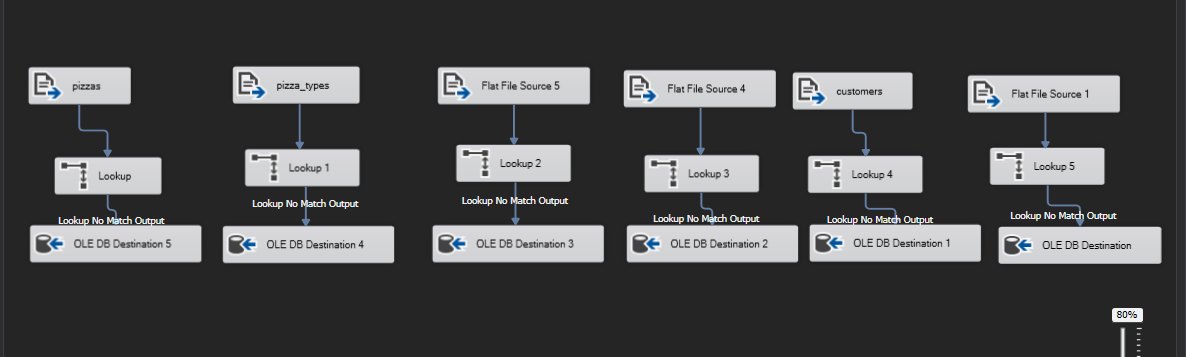 pizzas
pizza_types
Flat File Source 5
Flat File Source 4
customers
Flat File Source 1
Lookup
Lookup 1
Lookup 2
Lookup 3
Lookup 4
Lookup 5
Lookup No Match Output
Lookup No Match Output
Lookup No Match Output
Lookup No Match Output
Lookup No Match Output
Lookup No Match Output
OLE DB Destination 5
OLE DB Destination 4
OLE DB Destination 3
OLE DB Destination 2
OLE DB Destination 1
OLE DB Destination
80%